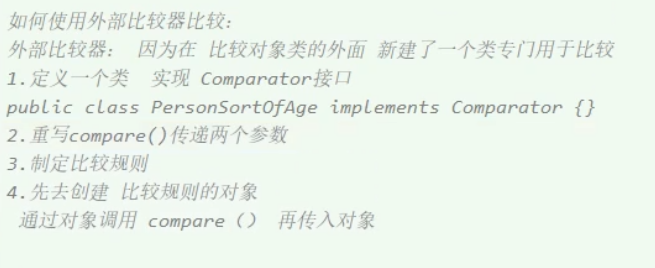 如何使用外部比较器比较:
外部比较器: 因为在 比较对象类的外面 新建了一个类专门用于比较
1.定义一个类 实现 Comparator接口
public class PersonSortOfAge implements Comparator {}
2.重写compare()传递两个参数
3.制定比较规则
4.先去创建 比较规则的对象
通过对象调用 compare () 再传入对象